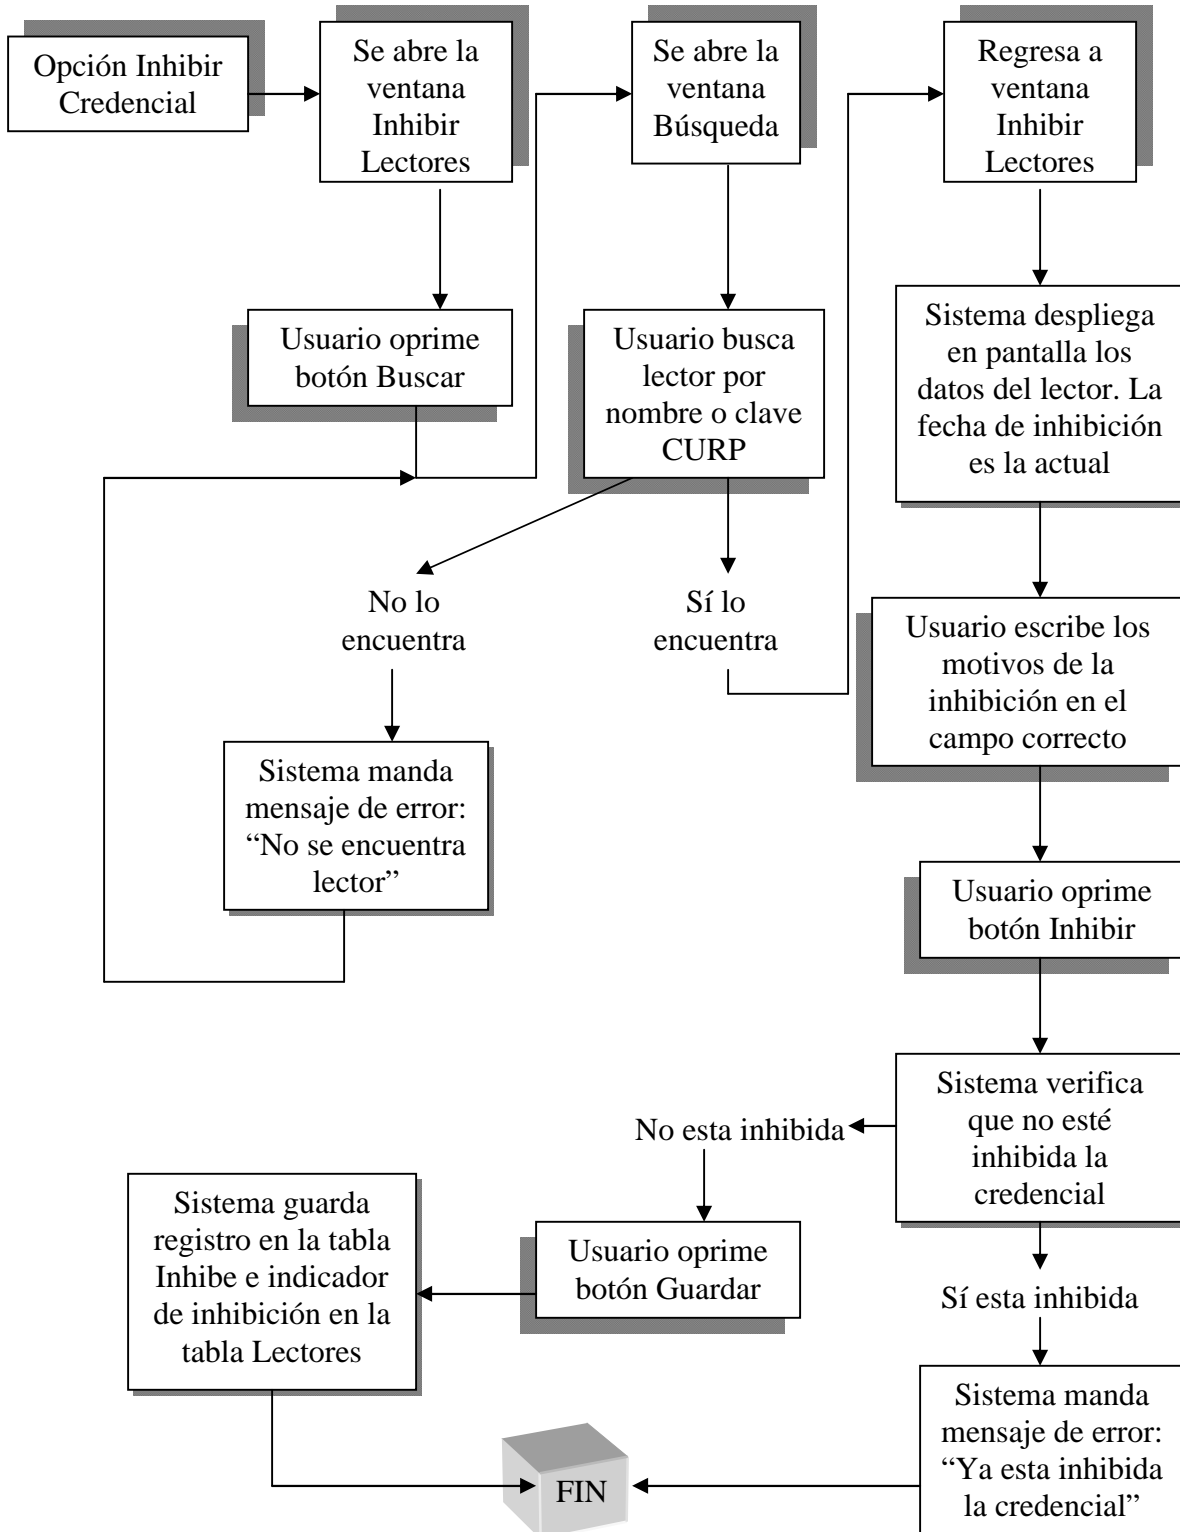 Opción Inhibir
Credencial
Se abre la
ventana
Inhibir
Lectores
Se abre la
ventana
Búsqueda
Regresa a
ventana
Inhibir
Lectores
Usuario oprime
botón Buscar
Usuario busca
lector por
nombre o clave
CURP
Sistema despliega
en pantalla los
datos del lector. La
fecha de inhibición
es la actual
No lo
encuentra
Sí lo
encuentra
Usuario escribe los
motivos de la
inhibición en el
campo correcto
Sistema manda
mensaje de error:
“No se encuentra
lector”
Usuario oprime
botón Inhibir
Sistema verifica
que no esté
inhibida la
credencial
No esta inhibida
Sistema guarda
registro en la tabla
Inhibe e indicador
de inhibición en la
tabla Lectores
Usuario oprime
botón Guardar
Sí esta inhibida
Sistema manda
mensaje de error:
“Ya esta inhibida
la credencial”
FIN